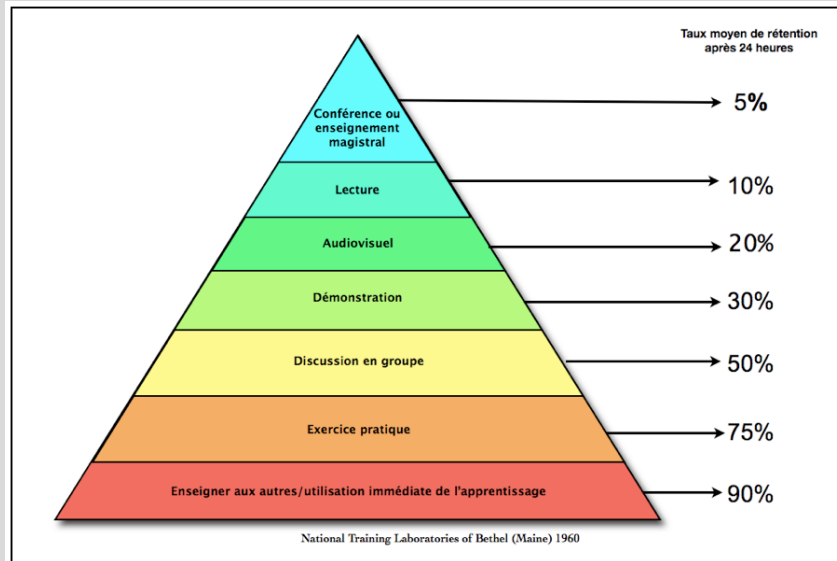 Taux moyen de rétention
après 24 heures
Conférence ou
enseignement
magistral
5%
Lecture
10%
Audiovisuel
20%
Démonstration
30%
Discussion en groupe
50%
Exercice pratique
75%
Enseigner aux autres/utilisation immédiate de l'apprentissage
90%
National Training Laboratories of Bethel (Maine) 1960